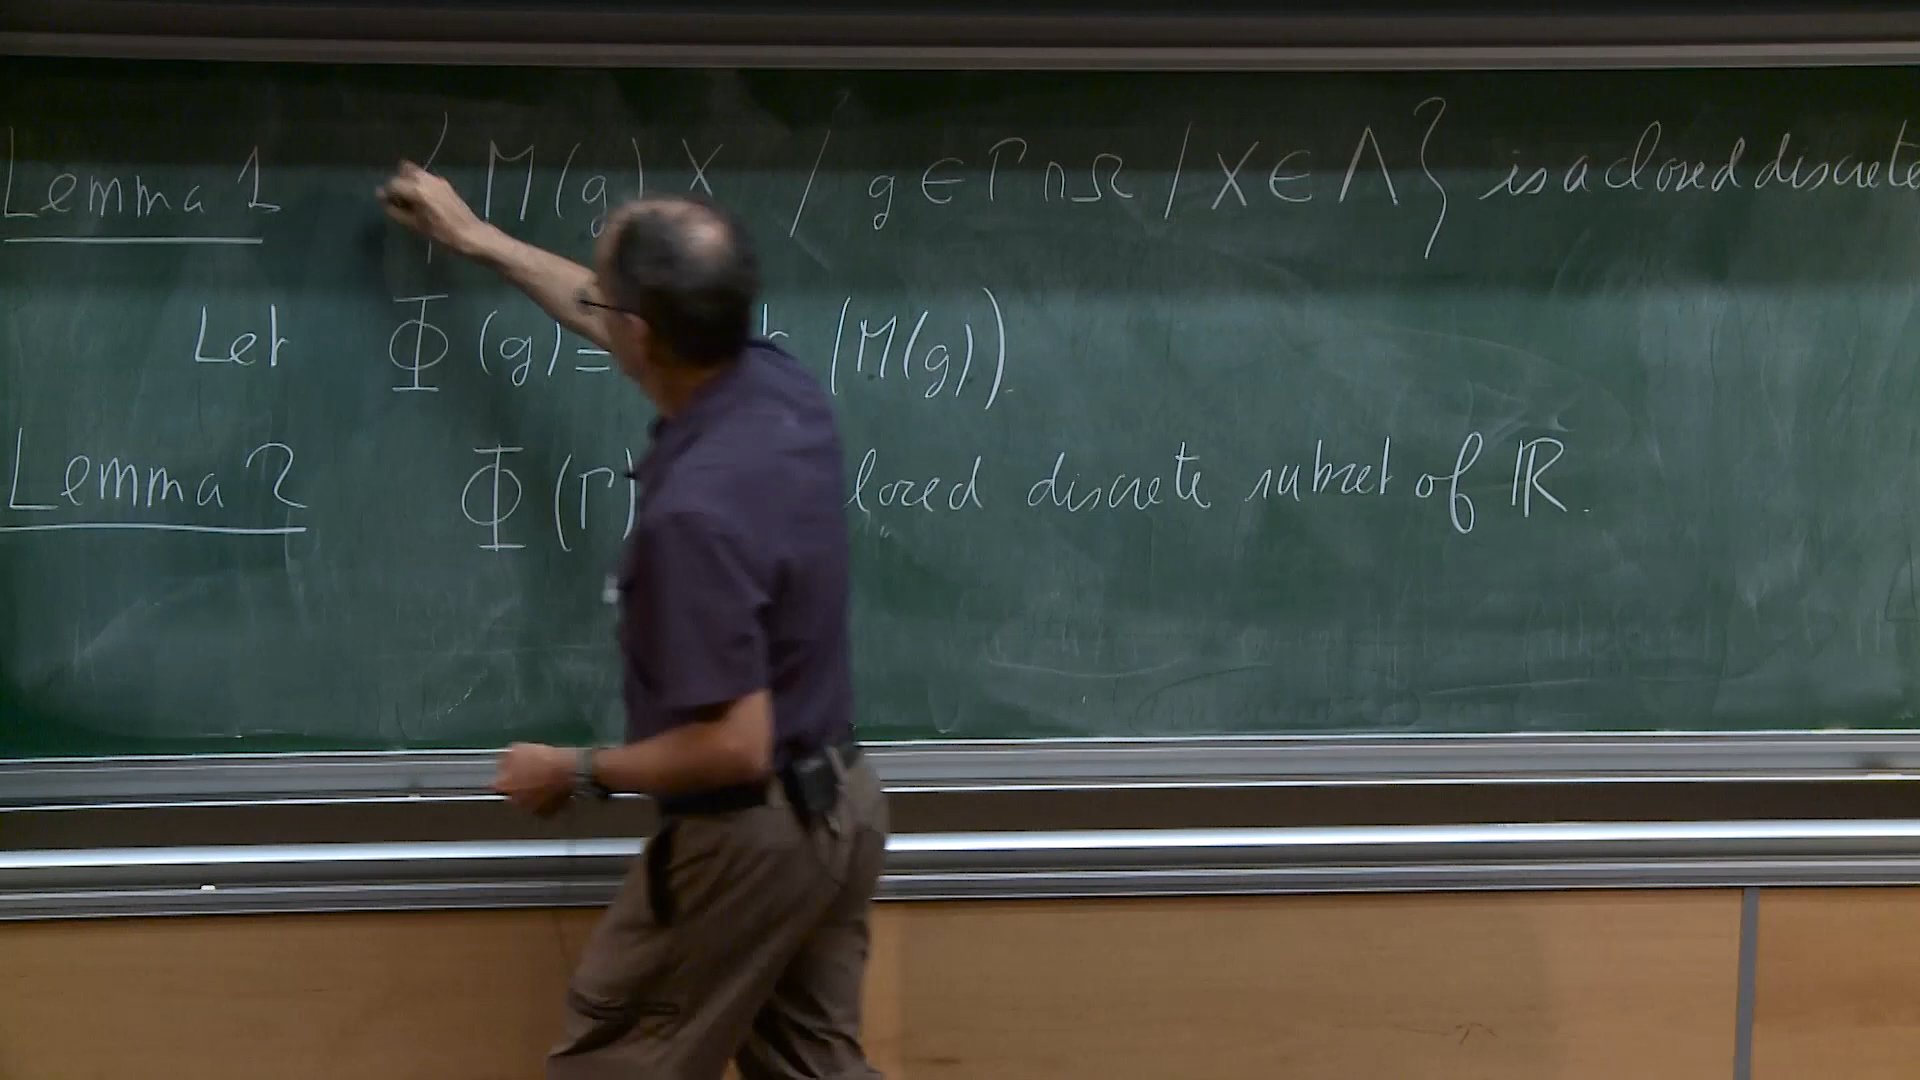 Lemma 1 { M(g) X / g ∈ Γ ∩ Ω / X ∈ Λ } is a closed discrete
Let Φ (g) = (M(g)).
Lemma 2 Φ (Γ) closed discrete subset of ℝ.